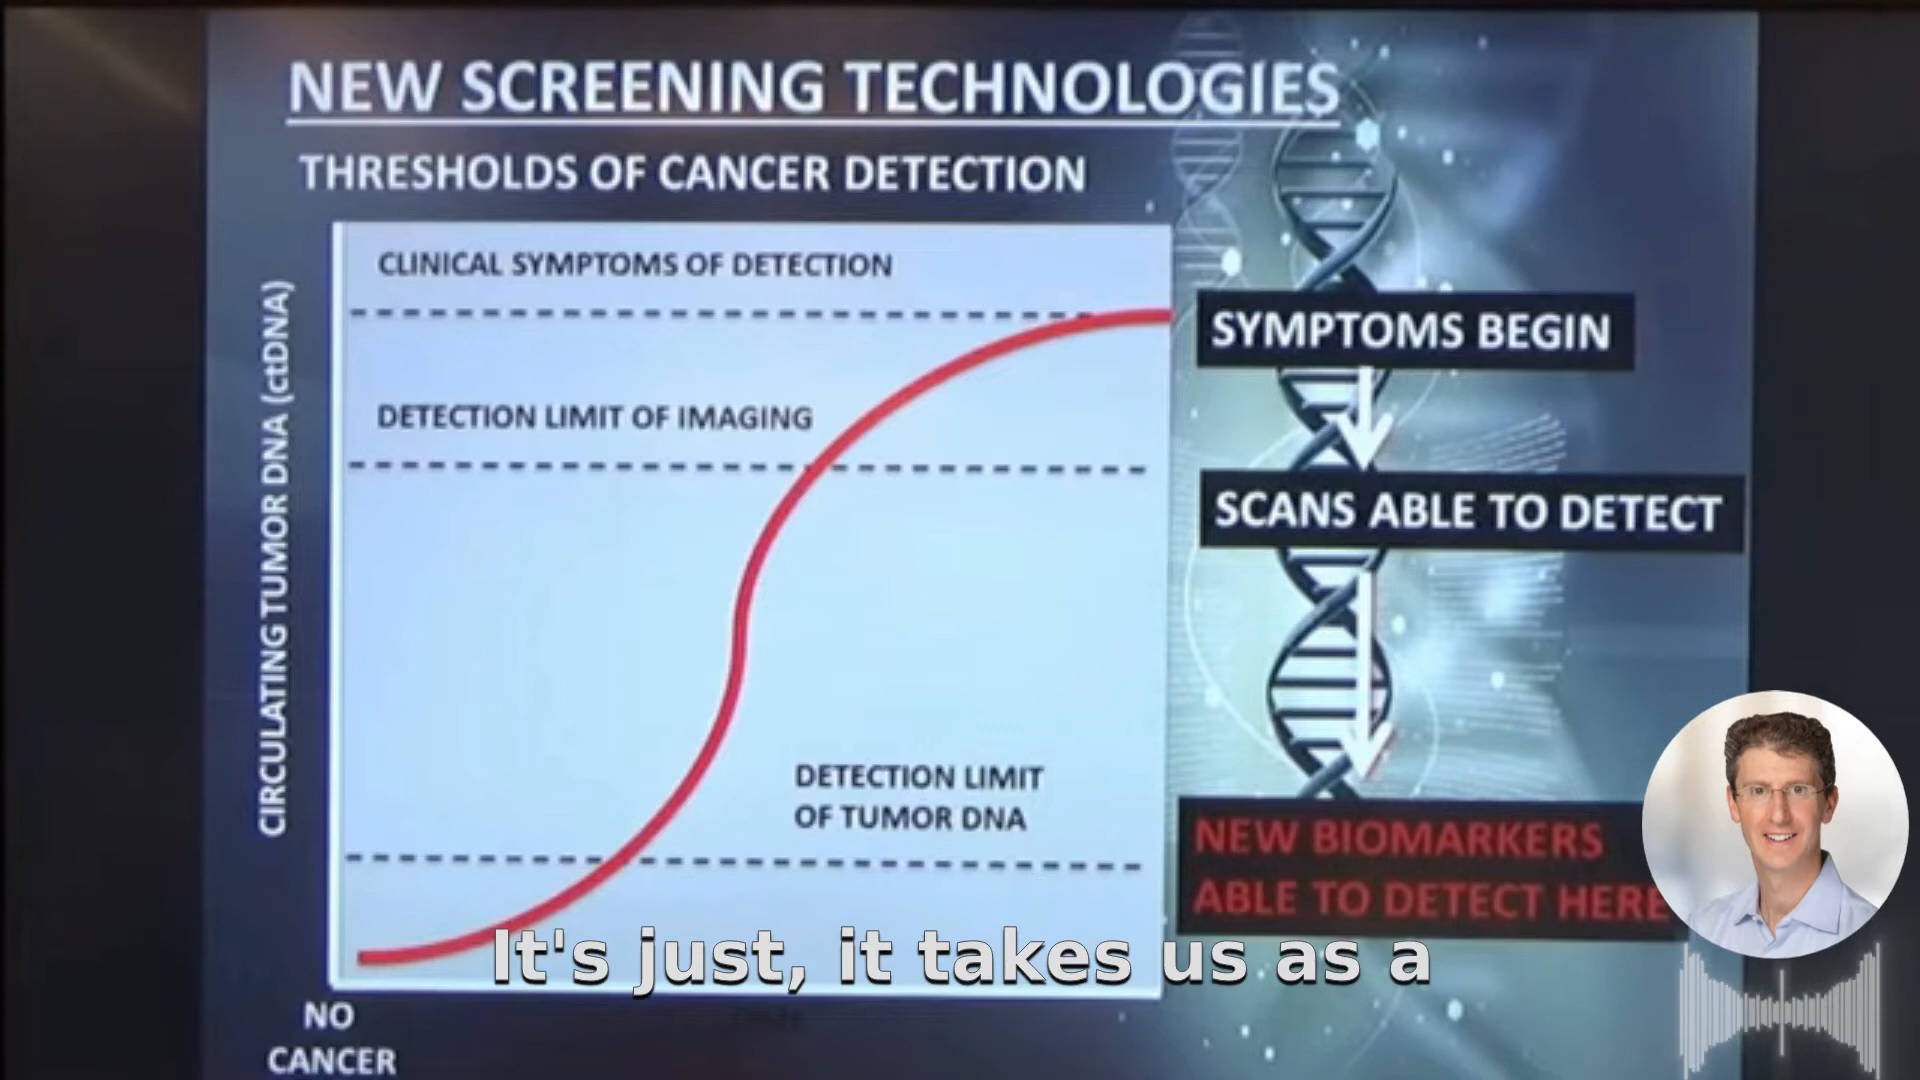 NEW SCREENING TECHNOLOGIES
THRESHOLDS OF CANCER DETECTION
CIRCULATING TUMOR DNA (ctDNA)
CLINICAL SYMPTOMS OF DETECTION
DETECTION LIMIT OF IMAGING
DETECTION LIMIT
OF TUMOR DNA
SYMPTOMS BEGIN
SCANS ABLE TO DETECT
NEW BIOMARKERS
ABLE TO DETECT HERE
It's just, it takes us as a
NO
CANCER